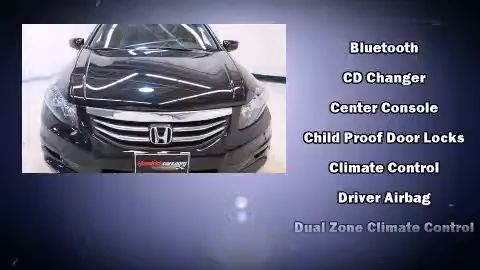 Bluetooth
CD Changer
Center Console
Child Proof Door Locks
Climate Control
Driver Airbag
Dual Zone Climate Control